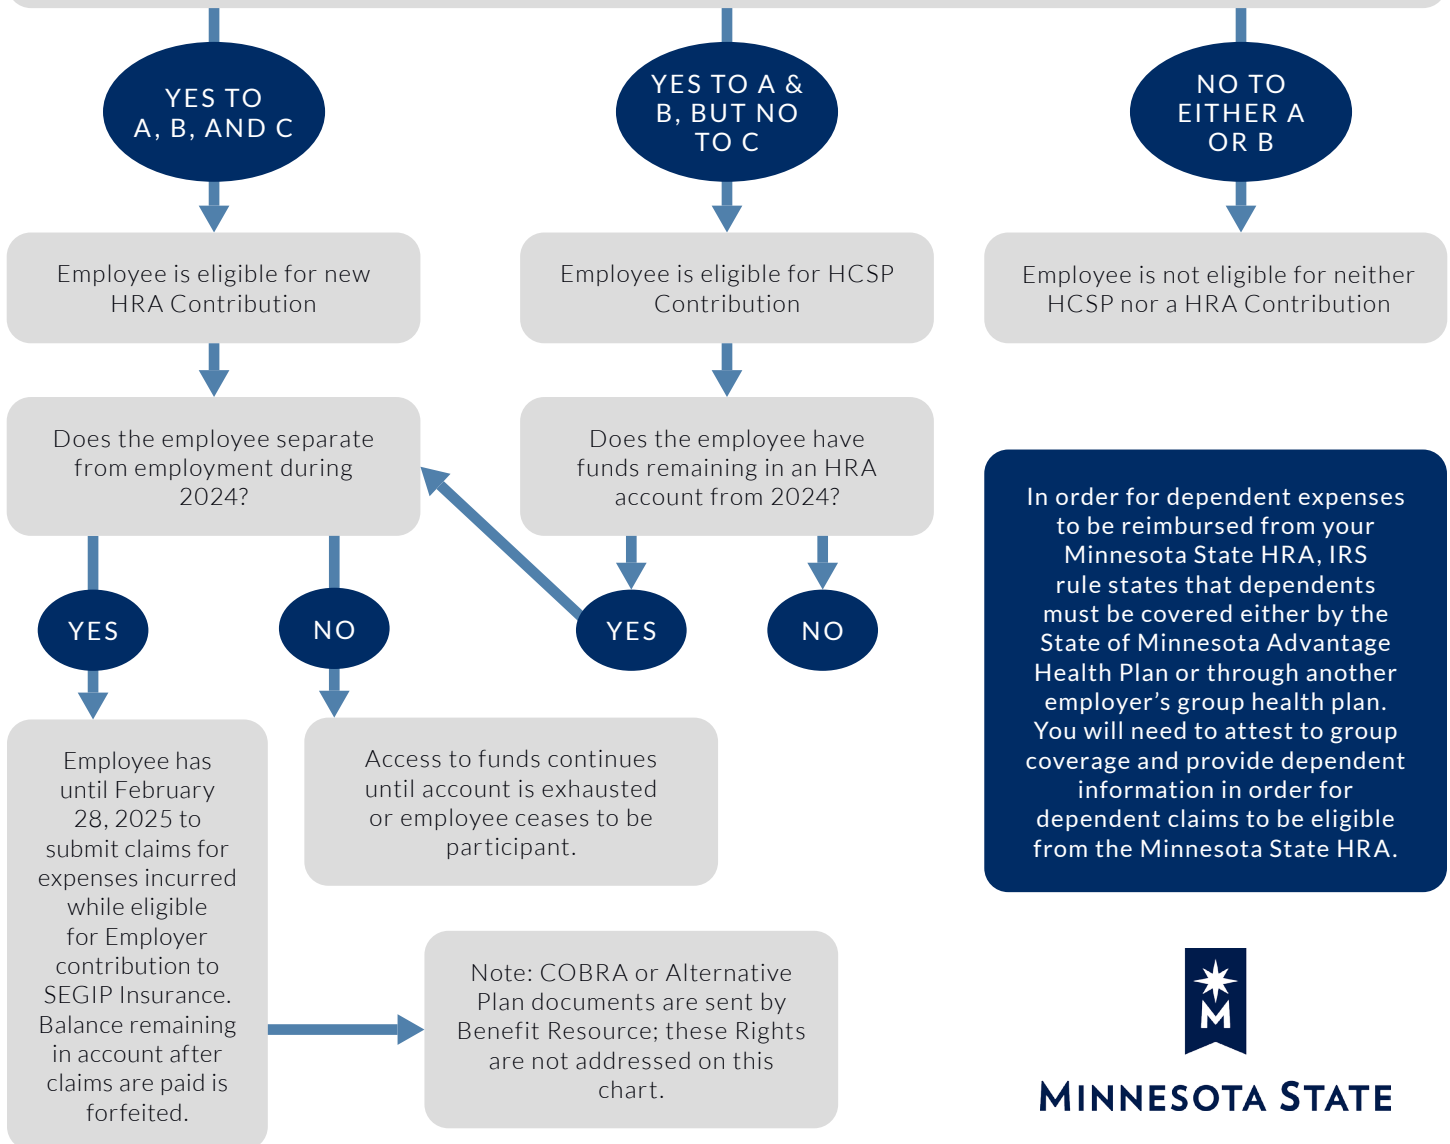 YES TO
A, B, AND C
YES TO A &
B, BUT NO
TO C
NO TO
EITHER A
OR B
Employee is eligible for new
HRA Contribution
Employee is eligible for HCSP
Contribution
Employee is not eligible for neither
HCSP nor a HRA Contribution
Does the employee separate
from employment during
2024?
Does the employee have
funds remaining in an HRA
account from 2024?
YES
NO
YES
NO
In order for dependent expenses
to be reimbursed from your
Minnesota State HRA, IRS
rule states that dependents
must be covered either by the
State of Minnesota Advantage
Health Plan or through another
employer’s group health plan.
You will need to attest to group
coverage and provide dependent
information in order for
dependent claims to be eligible
from the Minnesota State HRA.
Employee has
until February
28, 2025 to
submit claims for
expenses incurred
while eligible
for Employer
contribution to
SEGIP Insurance.
Balance remaining
in account after
claims are paid is
forfeited.
Access to funds continues
until account is exhausted
or employee ceases to be
participant.
Note: COBRA or Alternative
Plan documents are sent by
Benefit Resource; these Rights
are not addressed on this
chart.
M
MINNESOTA STATE